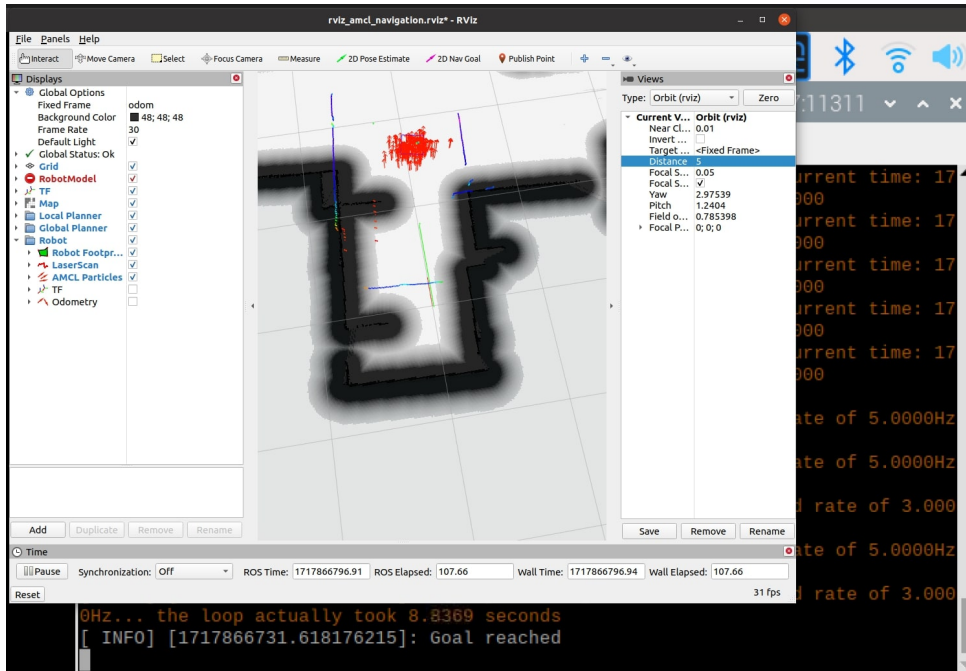 rviz_amcl_navigation.rviz* - RViz
File Panels Help
Interact Move Camera Select Focus Camera Measure 2D Pose Estimate 2D Nav Goal Publish Point
Displays
Global Options
Fixed Frame odom
Background Color 48; 48; 48
Frame Rate 30
Default Light
Global Status: Ok
Grid
RobotModel
TF
Map
Local Planner
Global Planner
Robot
Robot Footpr...
LaserScan
AMCL Particles
TF
Odometry
Add Duplicate Remove Rename
Views
Type: Orbit (rviz) Zero
Current V... Orbit (rviz)
Near Cl... 0.01
Invert ...
Target ... <Fixed Frame>
Distance 5
Focal S... 0.05
Focal S...
Yaw 2.97539
Pitch 1.2404
Field o... 0.785398
Focal P... 0; 0; 0
Save Remove Rename
Time
Pause Synchronization: Off ROS Time: 1717866796.91 ROS Elapsed: 107.66 Wall Time: 1717866796.94 Wall Elapsed: 107.66
Reset 31 fps
:11311
urrent time: 17
000
urrent time: 17
000
urrent time: 17
000
urrent time: 17
000
urrent time: 17
000
ate of 5.0000Hz
ate of 5.0000Hz
d rate of 3.000
ate of 5.0000Hz
d rate of 3.000
0Hz... the loop actually took 8.8369 seconds
[ INFO] [1717866731.618176215]: Goal reached